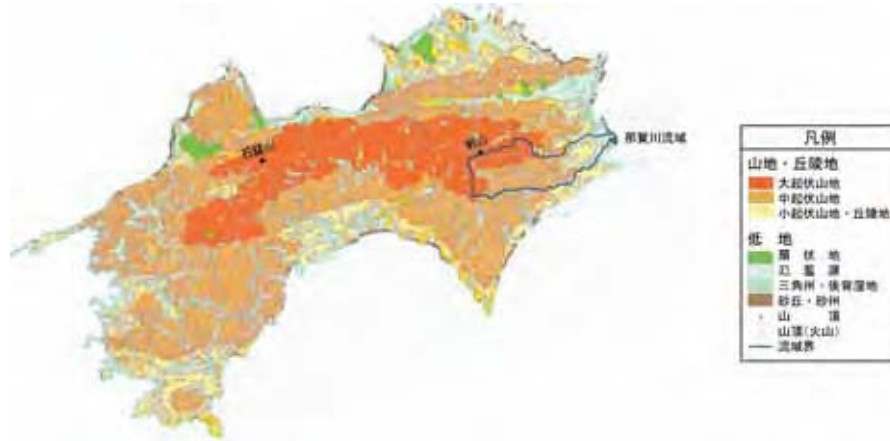 石鎚山
剣山
那賀川流域
凡例
山地・丘陵地
大起伏山地
中起伏山地
小起伏山地・丘陵地
低 地
扇 状 地
氾 濫 源
三角州・後背湿地
砂丘・砂州
山 頂
山頂(火山)
流域界